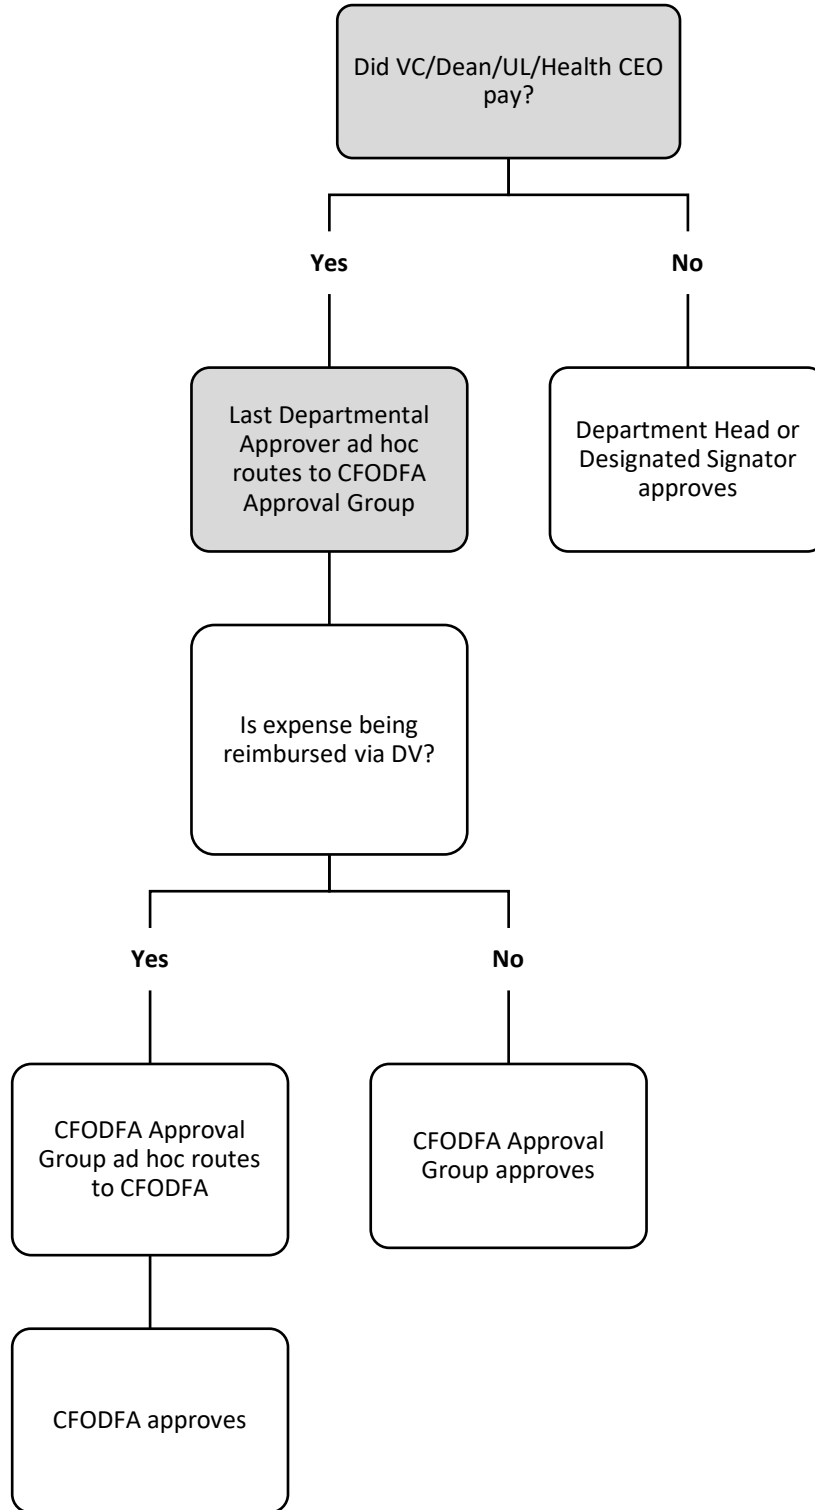 Did VC/Dean/UL/Health CEO
pay?
Yes
No
Last Departmental
Approver ad hoc
routes to CFODFA
Approval Group
Department Head or
Designated Signator
approves
Is expense being
reimbursed via DV?
Yes
No
CFODFA Approval
Group ad hoc routes
to CFODFA
CFODFA Approval
Group approves
CFODFA approves